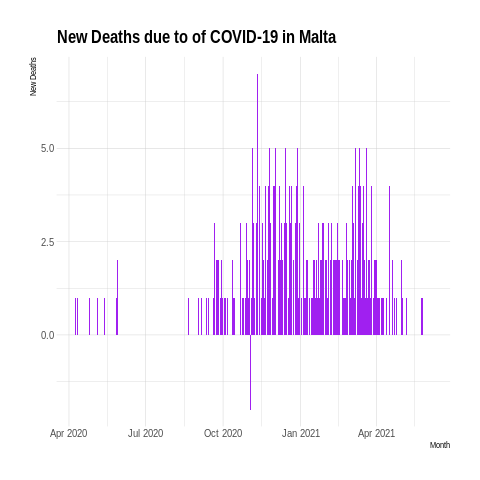 New Deaths due to of COVID-19 in Malta
New Deaths
5.0
2.5
0.0
Apr 2020 Jul 2020 Oct 2020 Jan 2021 Apr 2021
Month